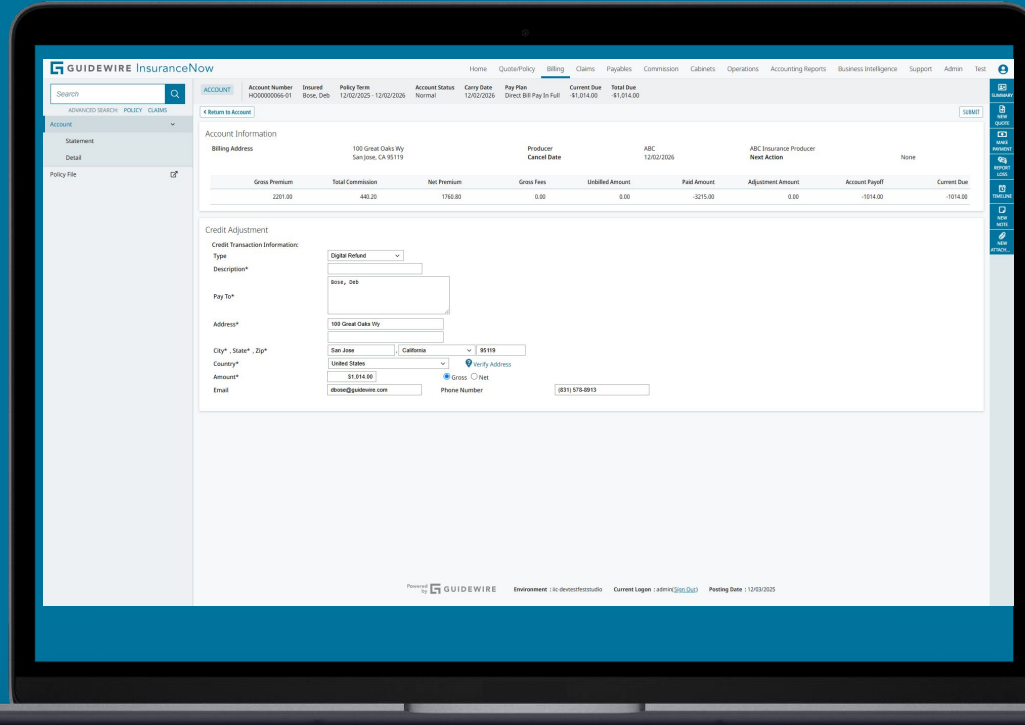 GUIDEWIRE InsuranceNow
Home Quote/Policy Billing Claims Payables Commission Cabinets Operations Accounting Reports Business Intelligence Support Admin Test
Search
ADVANCED SEARCH: POLICY CLAIMS
Account
Statement
Detail
Policy File
ACCOUNT
Account Number Insured Policy Term Account Status Carry Date Pay Plan Current Due Total Due
HO00000066-01 Bose, Deb 12/02/2025 - 12/02/2026 Normal 12/02/2026 Direct Bill Pay In Full -$1,014.00 -$1,014.00
Return to Account
SUBMIT
Account Information
Billing Address 100 Great Oaks Wy Producer ABC ABC Insurance Producer
San Jose, CA 95119 Cancel Date 12/02/2026 Next Action None
Gross Premium Total Commission Net Premium Gross Fees Unbilled Amount Paid Amount Adjustment Amount Account Payoff Current Due
2201.00 440.20 1760.80 0.00 0.00 -3215.00 0.00 -1014.00 -1014.00
Credit Adjustment
Credit Transaction Information:
Type Digital Refund
Description*
Bose, Deb
Pay To*
Address* 100 Great Oaks Wy
City* , State* , Zip* San Jose , California 95119
Country* United States Verify Address
Amount* $1,014.00 Gross Net
Email dbose@guidewire.com Phone Number (831) 578-8913
SUMMARY
NEW
QUOTE
MAKE
PAYMENT
REPORT
LOSS
TIMELINE
NEW
NOTE
NEW
ATTACH...
Powered by GUIDEWIRE Environment : iic-devtestfeststudio Current Logon : admin(Sign Out) Posting Date : 12/03/2025